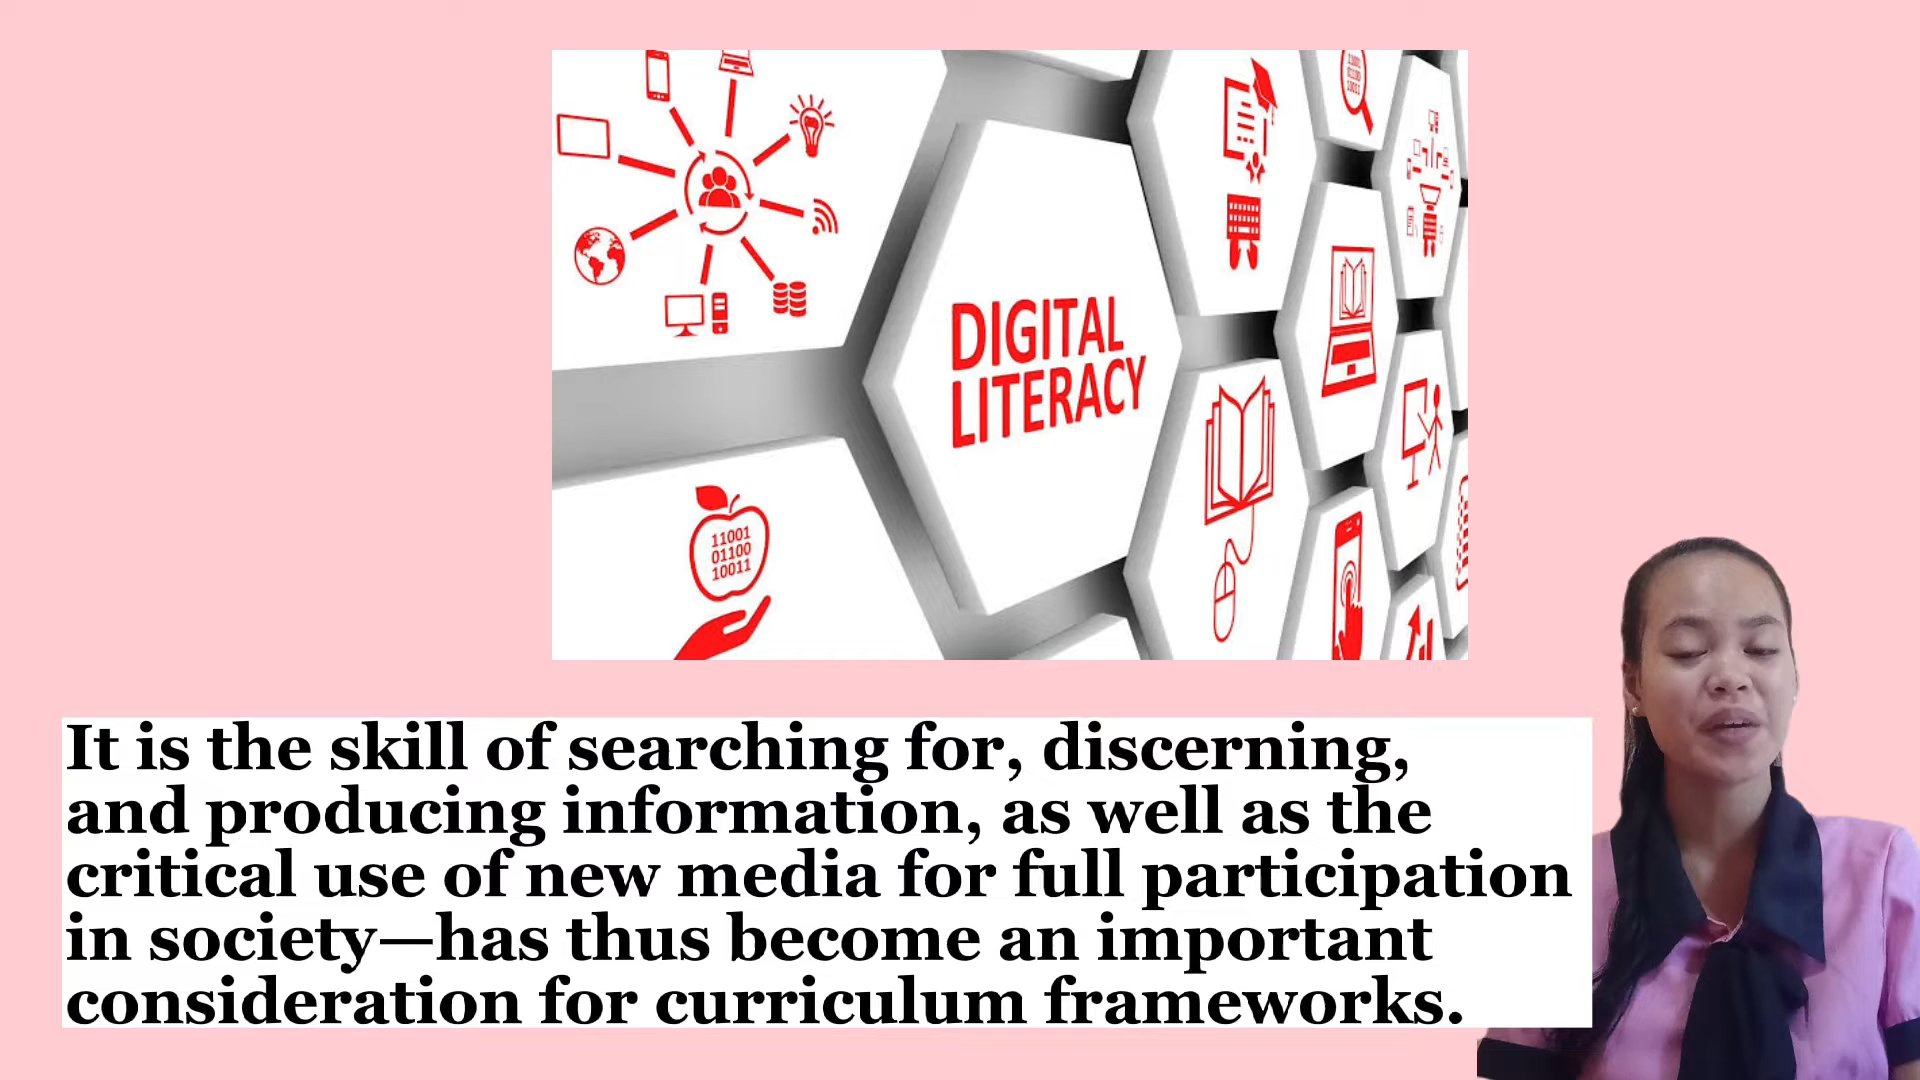 DIGITAL
LITERACY
11001
01100
10011
It is the skill of searching for, discerning,
and producing information, as well as the
critical use of new media for full participation
in society—has thus become an important
consideration for curriculum frameworks.